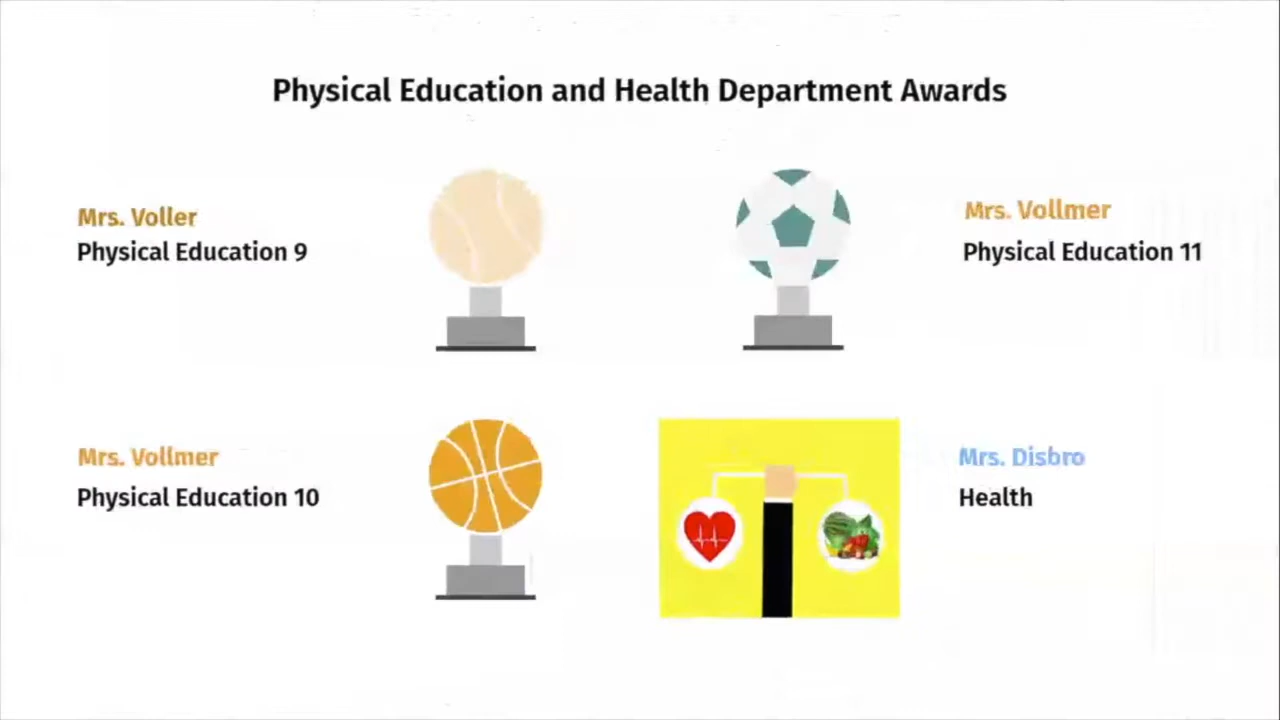 Physical Education and Health Department Awards
Mrs. Voller
Physical Education 9
Mrs. Vollmer
Physical Education 11
Mrs. Vollmer
Physical Education 10
Mrs. Disbro
Health